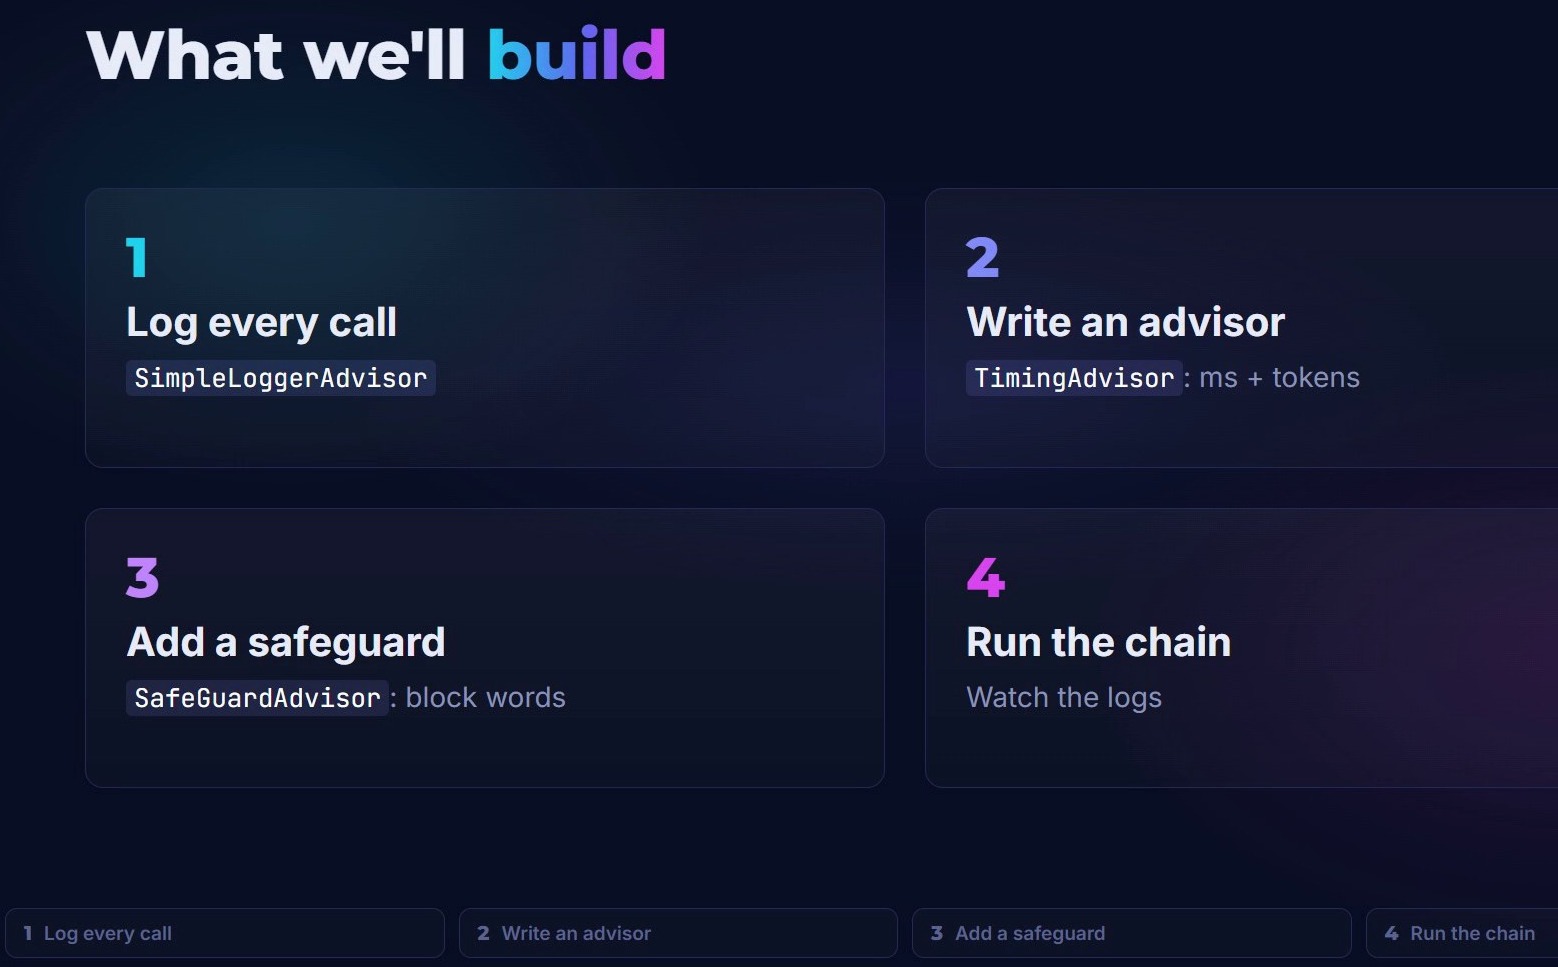 What we'll build
1
Log every call
SimpleLoggerAdvisor
2
Write an advisor
TimingAdvisor: ms + tokens
3
Add a safeguard
SafeGuardAdvisor: block words
4
Run the chain
Watch the logs
1 Log every call
2 Write an advisor
3 Add a safeguard
4 Run the chain